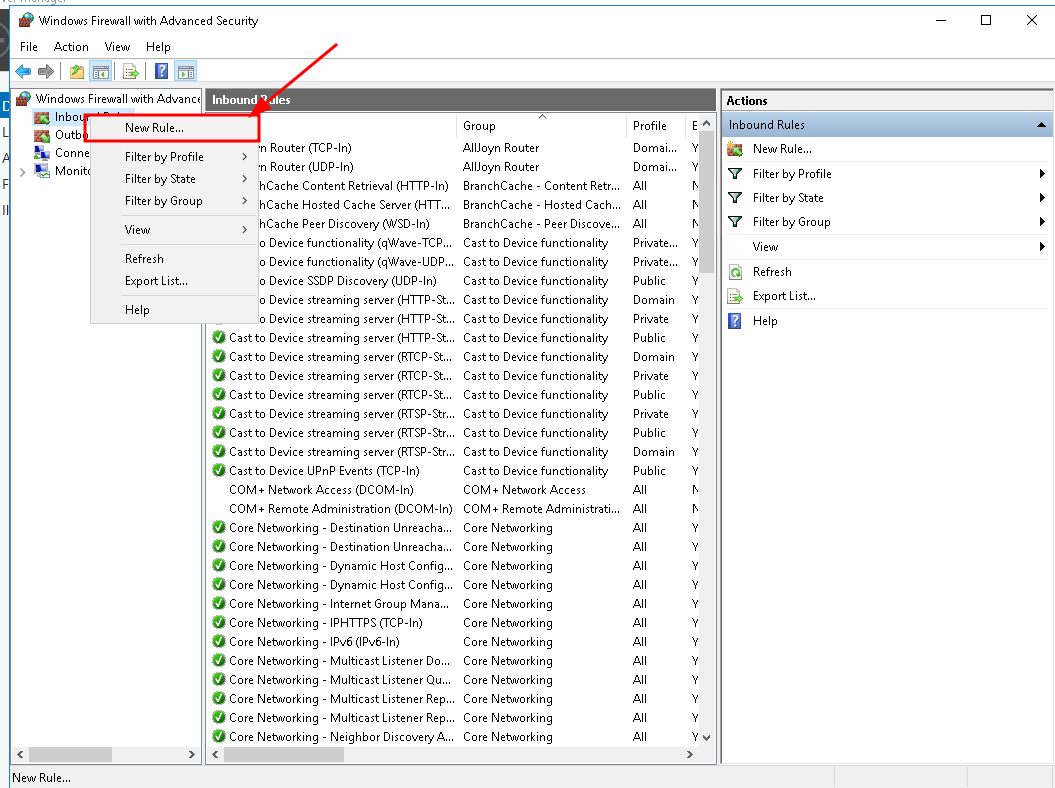 Windows Firewall with Advanced Security
File Action View Help
Windows Firewall with Advance
Monito
New Rule...
Filter by Profile
Filter by State
Filter by Group
View
Refresh
Export List...
Help
Inbound Rules
Group Profile
Router (TCP-In) AllJoyn Router Domai...
Router (UDP-In) AllJoyn Router Domai...
Content Retrieval (HTTP-In) BranchCache - Content Retr... All
Hosted Cache Server (HTT... BranchCache - Hosted Cach... All
Peer Discovery (WSD-In) BranchCache - Peer Discove... All
to Device functionality (qWave-TCP... Cast to Device functionality Private...
to Device functionality (qWave-UDP... Cast to Device functionality Private...
to Device SSDP Discovery (UDP-In) Cast to Device functionality Public
to Device streaming server (HTTP-St... Cast to Device functionality Domain
to Device streaming server (HTTP-St... Cast to Device functionality Private
Cast to Device streaming server (HTTP-St... Cast to Device functionality Public
Cast to Device streaming server (RTCP-St... Cast to Device functionality Domain
Cast to Device streaming server (RTCP-St... Cast to Device functionality Private
Cast to Device streaming server (RTCP-St... Cast to Device functionality Public
Cast to Device streaming server (RTSP-Str... Cast to Device functionality Private
Cast to Device streaming server (RTSP-Str... Cast to Device functionality Public
Cast to Device streaming server (RTSP-Str... Cast to Device functionality Domain
Cast to Device UPnP Events (TCP-In) Cast to Device functionality Public
COM+ Network Access (DCOM-In) COM+ Network Access All
COM+ Remote Administration (DCOM-In) COM+ Remote Administrati... All
Core Networking - Destination Unreacha... Core Networking All
Core Networking - Destination Unreacha... Core Networking All
Core Networking - Dynamic Host Config... Core Networking All
Core Networking - Dynamic Host Config... Core Networking All
Core Networking - Internet Group Mana... Core Networking All
Core Networking - IPHTTPS (TCP-In) Core Networking All
Core Networking - IPv6 (IPv6-In) Core Networking All
Core Networking - Multicast Listener Do... Core Networking All
Core Networking - Multicast Listener Qu... Core Networking All
Core Networking - Multicast Listener Rep... Core Networking All
Core Networking - Multicast Listener Rep... Core Networking All
Core Networking - Neighbor Discovery A... Core Networking All
Actions
Inbound Rules
New Rule...
Filter by Profile
Filter by State
Filter by Group
View
Refresh
Export List...
Help
New Rule...